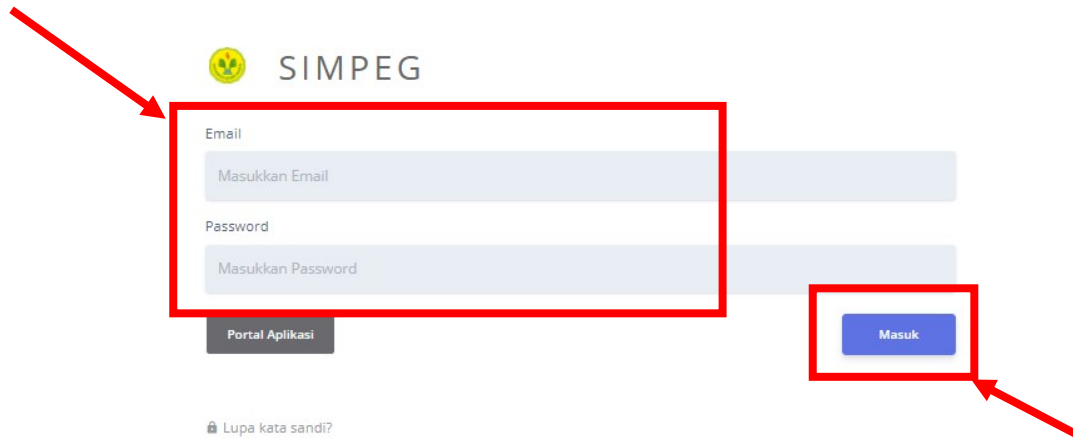 SIMPEG
Email
Masukkan Email
Password
Masukkan Password
Portal Aplikasi
Masuk
Lupa kata sandi?